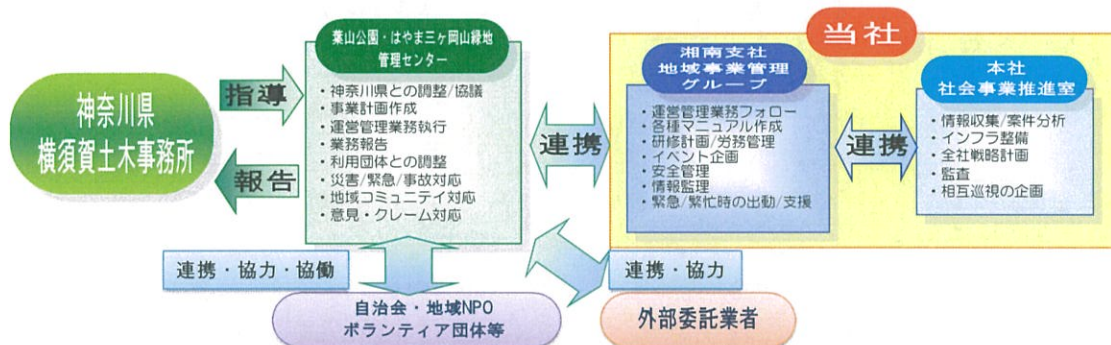 神奈川県
横須賀土木事務所
指導
報告
葉山公園・はやま三ヶ岡山緑地
管理センター
・神奈川県との調整/協議
・事業計画作成
・運営管理業務執行
・業務報告
・利用団体との調整
・災害/緊急/事故対応
・地域コミュニテイ対応
・意見・クレーム対応
連携
当社
湘南支社
地域事業管理
グループ
・運営管理業務フォロー
・各種マニュアル作成
・研修計画/労務管理
・イベント企画
・安全管理
・情報監理
・緊急/繁忙時の出動/支援
連携
本社
社会事業推進室
・情報収集/案件分析
・インフラ整備
・全社戦略計画
・監査
・相互巡視の企画
連携・協力・協働
自治会・地域NPO
ボランティア団体等
連携・協力
外部委託業者